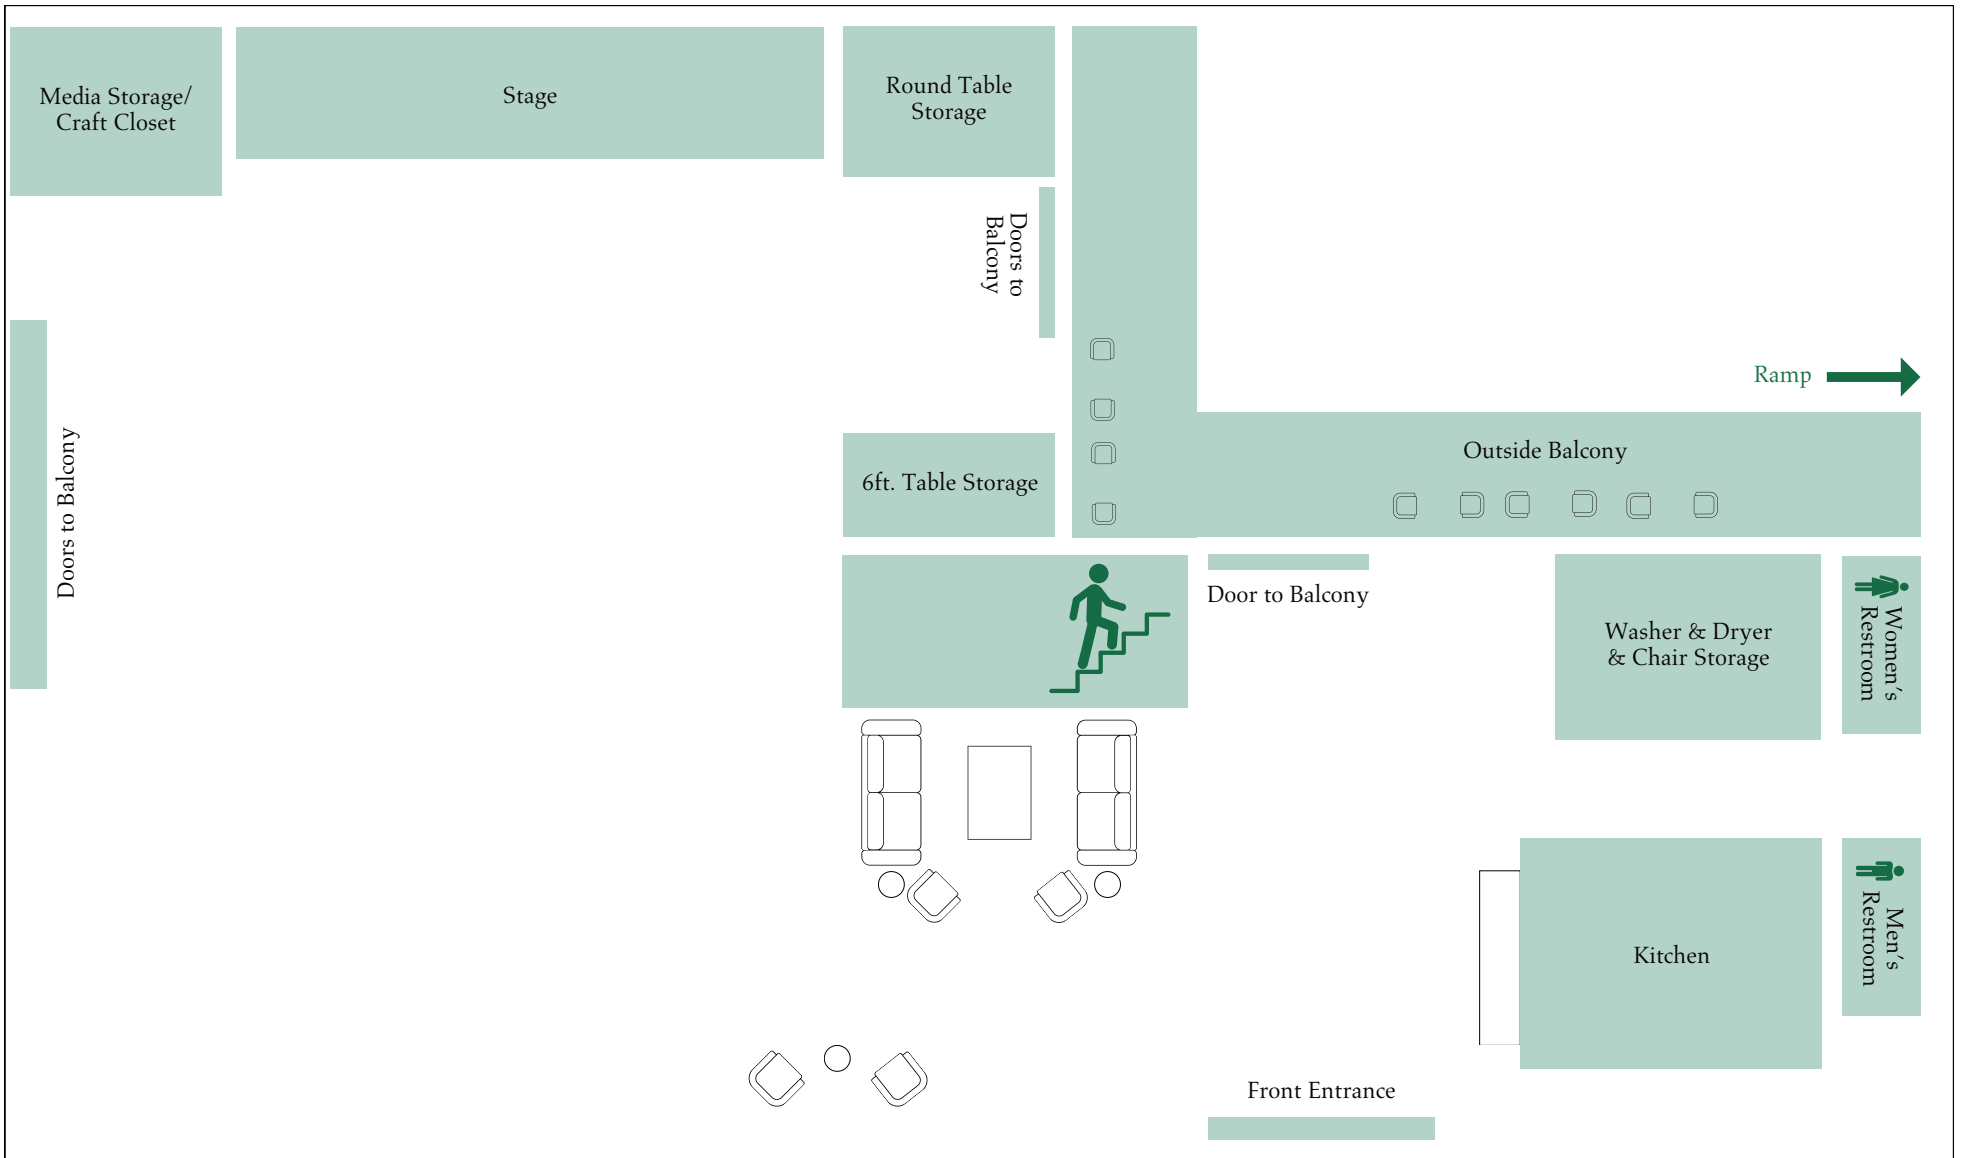 Media Storage/
Craft Closet
Stage
Round Table
Storage
Doors to
Balcony
Ramp
Doors to Balcony
6ft. Table Storage
Outside Balcony
Door to Balcony
Washer & Dryer
& Chair Storage
Women's
Restroom
Kitchen
Men's
Restroom
Front Entrance